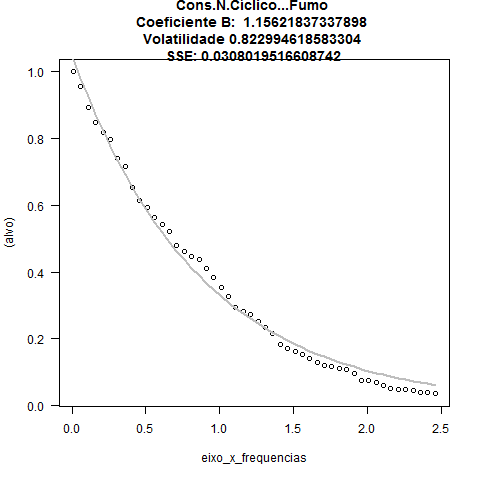 Cons.N.Ciclico...Fumo
Coeficiente B:  1.15621837337898
Volatilidade 0.822994618583304
SSE: 0.0308019516608742
(alvo)
1.0
0.8
0.6
0.4
0.2
0.0
0.0 0.5 1.0 1.5 2.0 2.5
eixo_x_frequencias